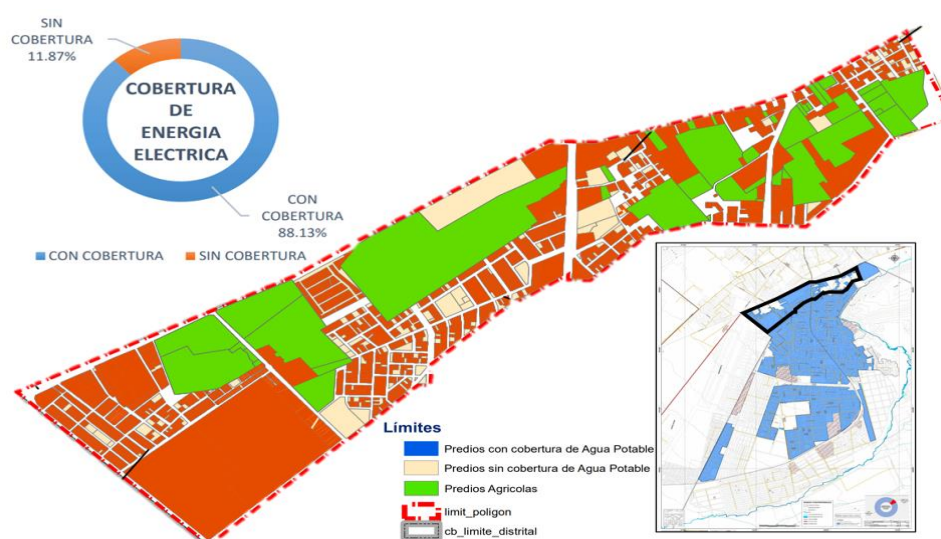 SIN
COBERTURA
11.87%
COBERTURA
DE
ENERGIA
ELECTRICA
CON
COBERTURA
88.13%
CON COBERTURA
SIN COBERTURA
Límites
Predios con cobertura de Agua Potable
Predios sin cobertura de Agua Potable
Predios Agricolas
limit_poligon
cb_limite_distrital